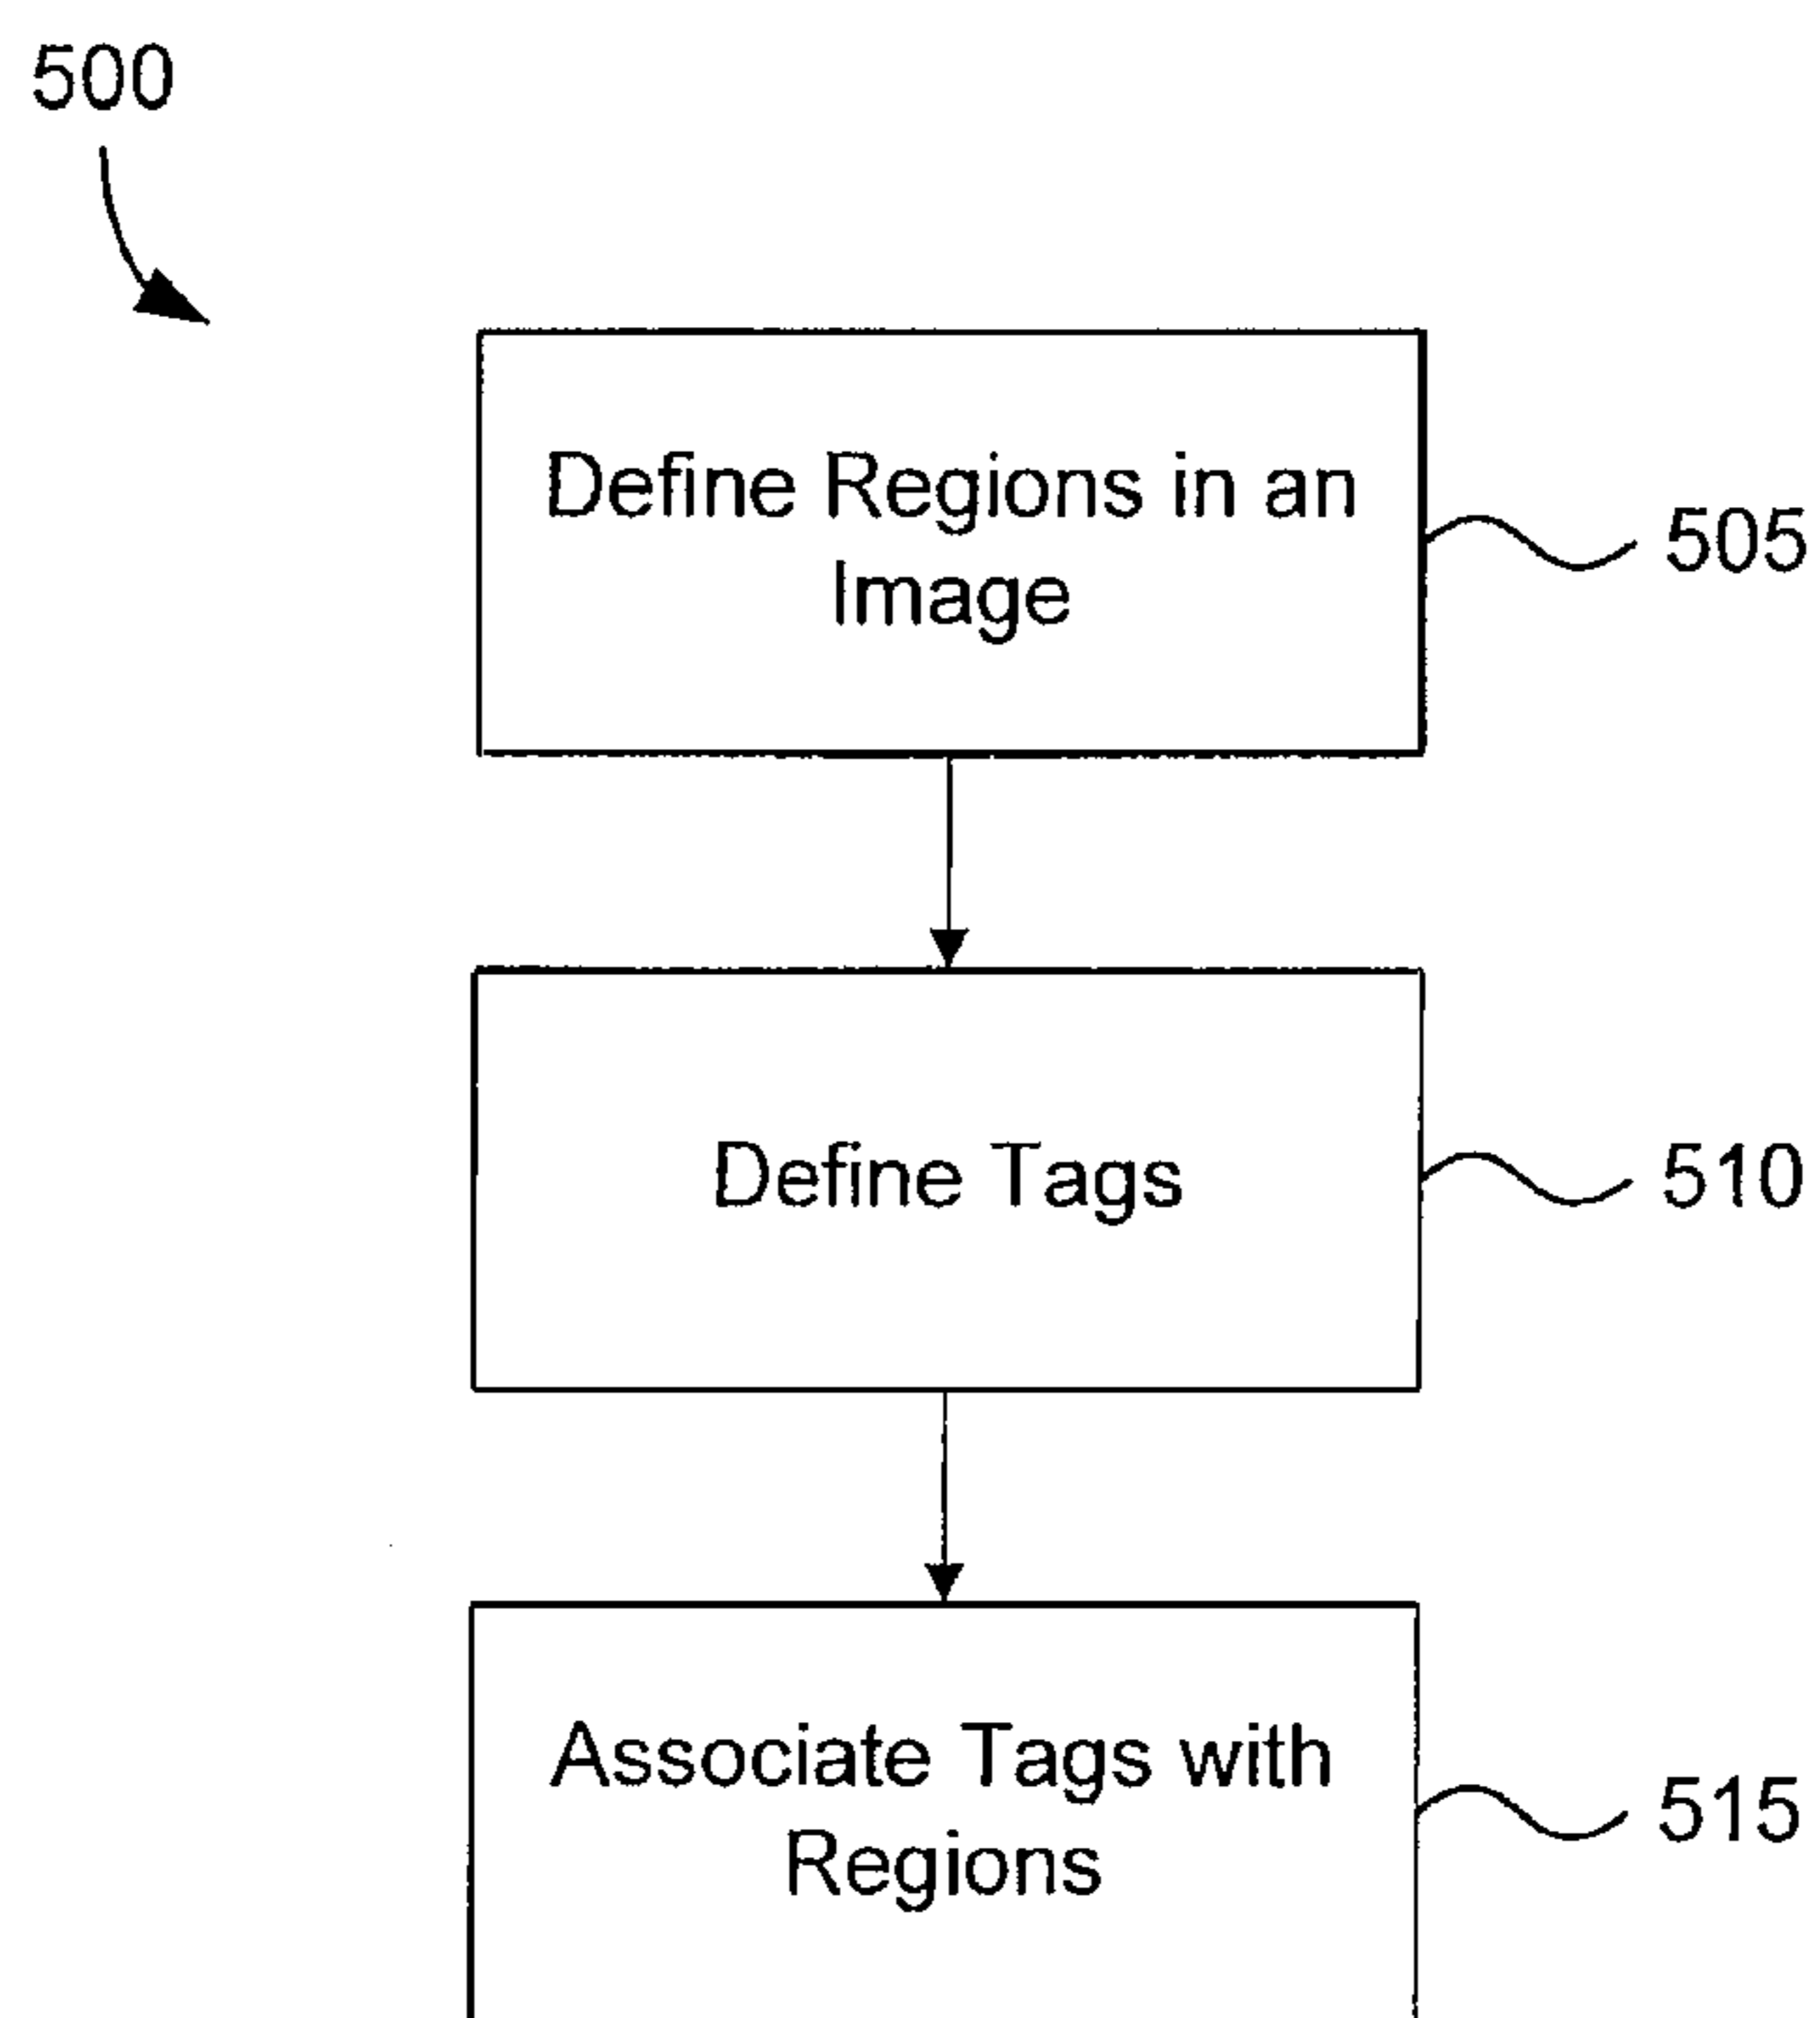 500
Define Regions in an
Image
505
Define Tags
510
Associate Tags with
Regions
515